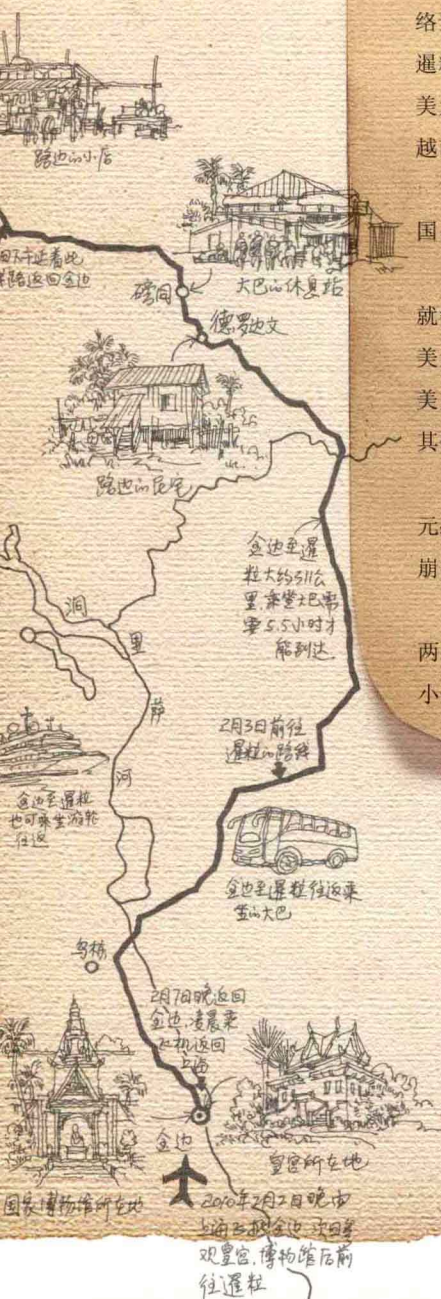 络
暹
美
越
国
就
美
美
其
元
崩
两
小
路边的小店
路返回金边
磅同
大巴的休息站
德罗边文
路边的民宅
金边至暹
粒大约311公
里,乘坐大巴需
要5.5小时才
能到达.
洞
里
萨
河
2月3日前往
暹粒的路线
金边至暹粒
也可乘坐游轮
往返
金边至暹粒往返乘
坐的大巴
乌栋
2月7日晚返回
金边,凌晨乘
飞机返回
上海
金边
皇宫所在地
国家博物馆所在地
2010年2月2日晚由
上海飞抵金边 次日参
观皇宫、博物馆后前
往暹粒